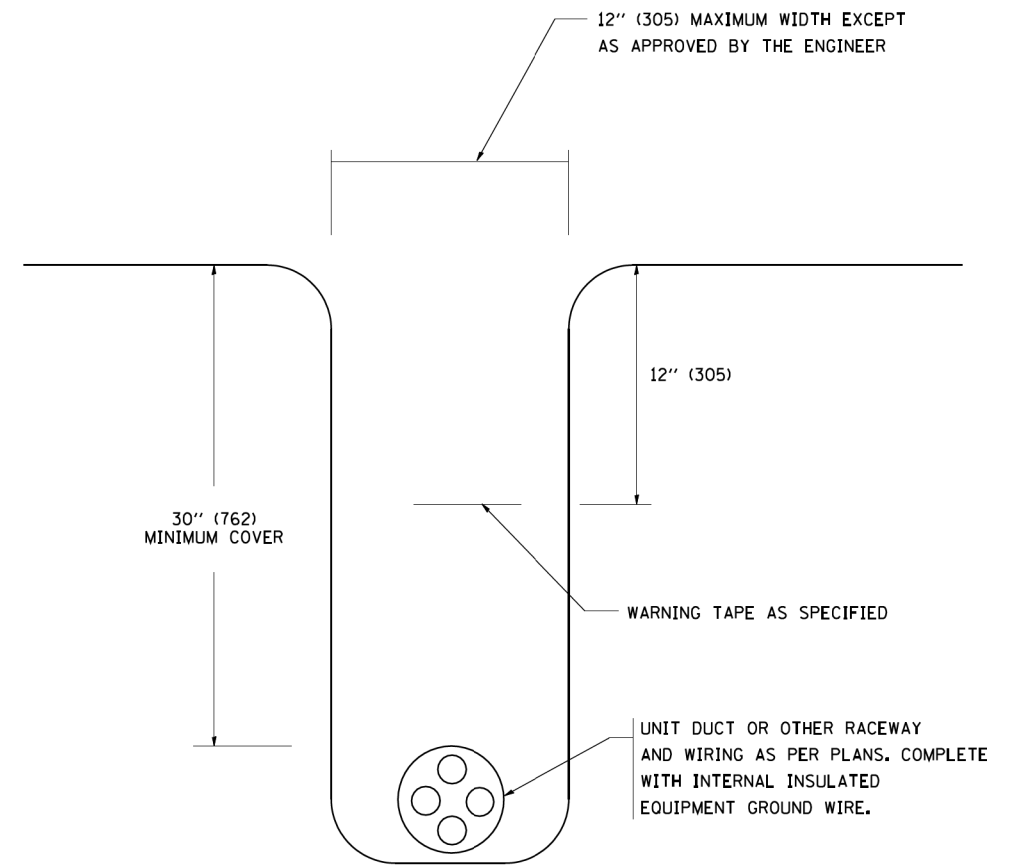 12'' (305) MAXIMUM WIDTH EXCEPT
AS APPROVED BY THE ENGINEER
12'' (305)
30'' (762)
MINIMUM COVER
WARNING TAPE AS SPECIFIED
UNIT DUCT OR OTHER RACEWAY
AND WIRING AS PER PLANS. COMPLETE
WITH INTERNAL INSULATED
EQUIPMENT GROUND WIRE.